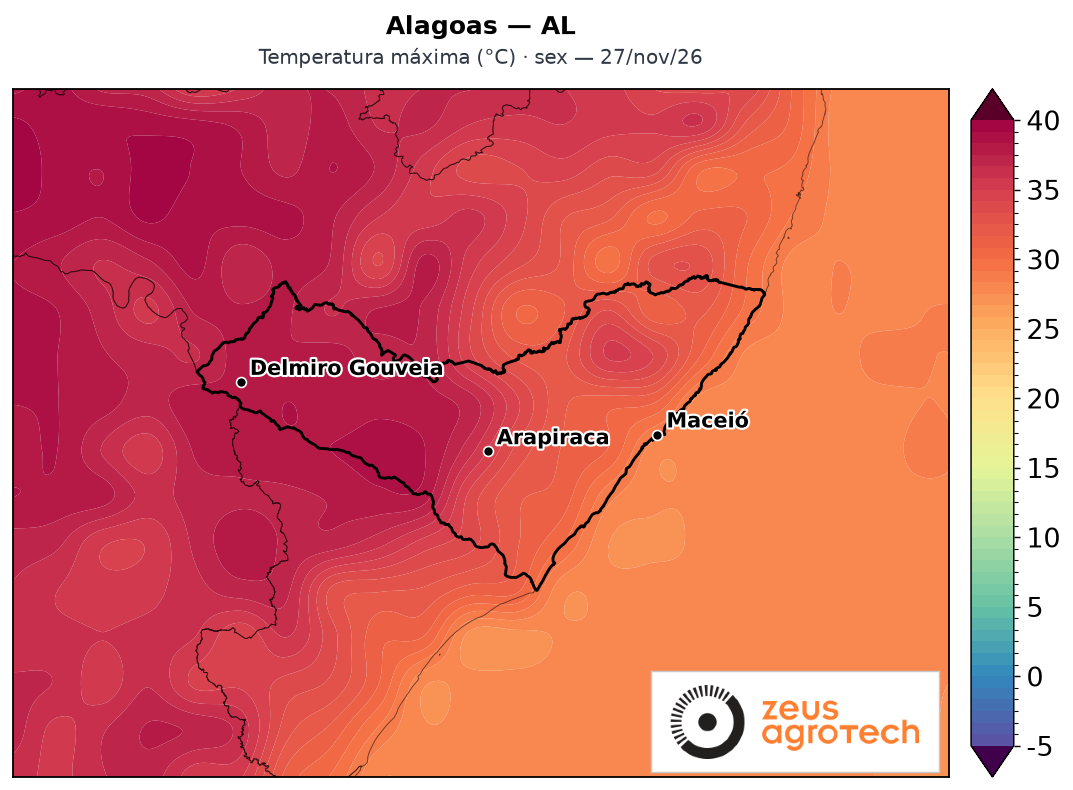 Alagoas — AL
Temperatura máxima (°C) · sex — 27/nov/26
Delmiro Gouveia
Arapiraca
Maceió
40
35
30
25
20
15
10
5
0
-5
zeus
agrotech